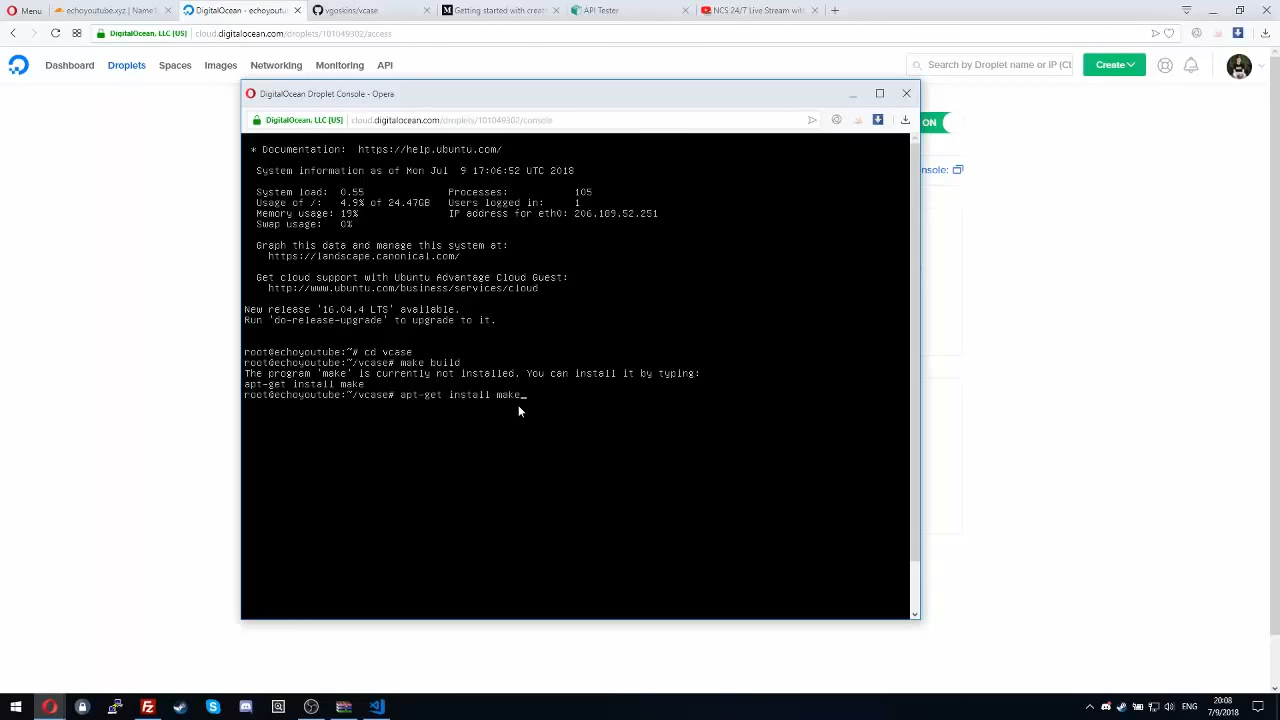 Menu
echoyoutube.xyz | Name
DigitalOcean - echoyoutu
vgoskins/vcase
Getting started with creat
API Tester
NCS 24/7 Live Stream with
DigitalOcean, LLC [US]
cloud.digitalocean.com/droplets/101049302/access
Dashboard
Droplets
Spaces
Images
Networking
Monitoring
API
Search by Droplet name or IP (Ct
Create
DigitalOcean Droplet Console - Opera
DigitalOcean, LLC [US]
cloud.digitalocean.com/droplets/101049302/console
ON
nsole:
* Documentation:  https://help.ubuntu.com/
System information as of Mon Jul  9 17:06:52 UTC 2018
System load:  0.55    Processes:    105
Usage of /:   4.9% of 24.47GB   Users logged in:    1
Memory usage: 19%    IP address for eth0: 206.189.52.251
Swap usage:   0%
Graph this data and manage this system at:
https://landscape.canonical.com/
Get cloud support with Ubuntu Advantage Cloud Guest:
http://www.ubuntu.com/business/services/cloud
New release '16.04.4 LTS' available.
Run 'do-release-upgrade' to upgrade to it.
root@echoyoutube:~# cd vcase
root@echoyoutube:~/vcase# make build
The program 'make' is currently not installed. You can install it by typing:
apt-get install make
root@echoyoutube:~/vcase# apt-get install make_
ENG
20:08
7/9/2018